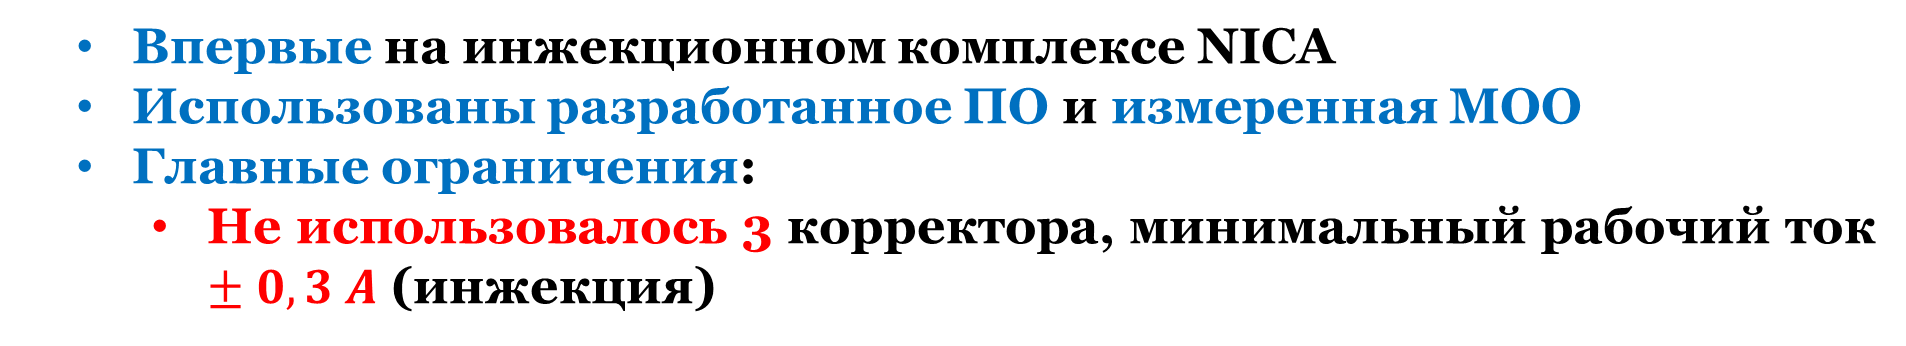 • Впервые на инжекционном комплексе NICA
• Использованы разработанное ПО и измеренная МОО
• Главные ограничения:
• Не использовалось 3 корректора, минимальный рабочий ток
± 0,3 A (инжекция)